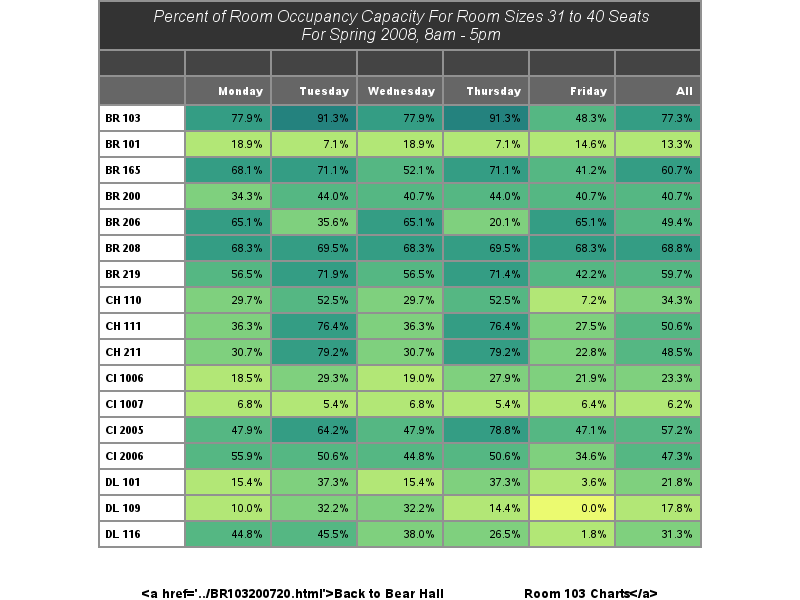 Percent of Room Occupancy Capacity For Room Sizes 31 to 40 Seats
For Spring 2008, 8am - 5pm
Monday Tuesday Wednesday Thursday Friday All
BR 103 77.9% 91.3% 77.9% 91.3% 48.3% 77.3%
BR 101 18.9% 7.1% 18.9% 7.1% 14.6% 13.3%
BR 165 68.1% 71.1% 52.1% 71.1% 41.2% 60.7%
BR 200 34.3% 44.0% 40.7% 44.0% 40.7% 40.7%
BR 206 65.1% 35.6% 65.1% 20.1% 65.1% 49.4%
BR 208 68.3% 69.5% 68.3% 69.5% 68.3% 68.8%
BR 219 56.5% 71.9% 56.5% 71.4% 42.2% 59.7%
CH 110 29.7% 52.5% 29.7% 52.5% 7.2% 34.3%
CH 111 36.3% 76.4% 36.3% 76.4% 27.5% 50.6%
CH 211 30.7% 79.2% 30.7% 79.2% 22.8% 48.5%
CI 1006 18.5% 29.3% 19.0% 27.9% 21.9% 23.3%
CI 1007 6.8% 5.4% 6.8% 5.4% 6.4% 6.2%
CI 2005 47.9% 64.2% 47.9% 78.8% 47.1% 57.2%
CI 2006 55.9% 50.6% 44.8% 50.6% 34.6% 47.3%
DL 101 15.4% 37.3% 15.4% 37.3% 3.6% 21.8%
DL 109 10.0% 32.2% 32.2% 14.4% 0.0% 17.8%
DL 116 44.8% 45.5% 38.0% 26.5% 1.8% 31.3%
<a href='../BR103200720.html'>Back to Bear Hall Room 103 Charts</a>